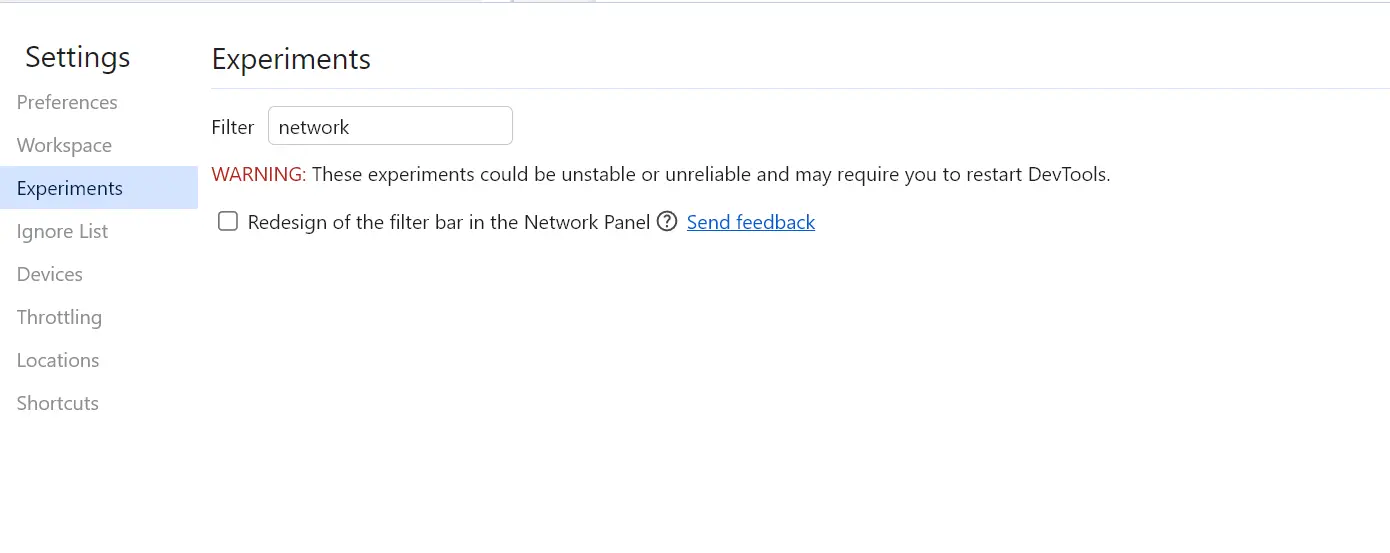 Settings
Preferences
Workspace
Experiments
Ignore List
Devices
Throttling
Locations
Shortcuts
Experiments
Filter network
WARNING: These experiments could be unstable or unreliable and may require you to restart DevTools.
Redesign of the filter bar in the Network Panel ? Send feedback